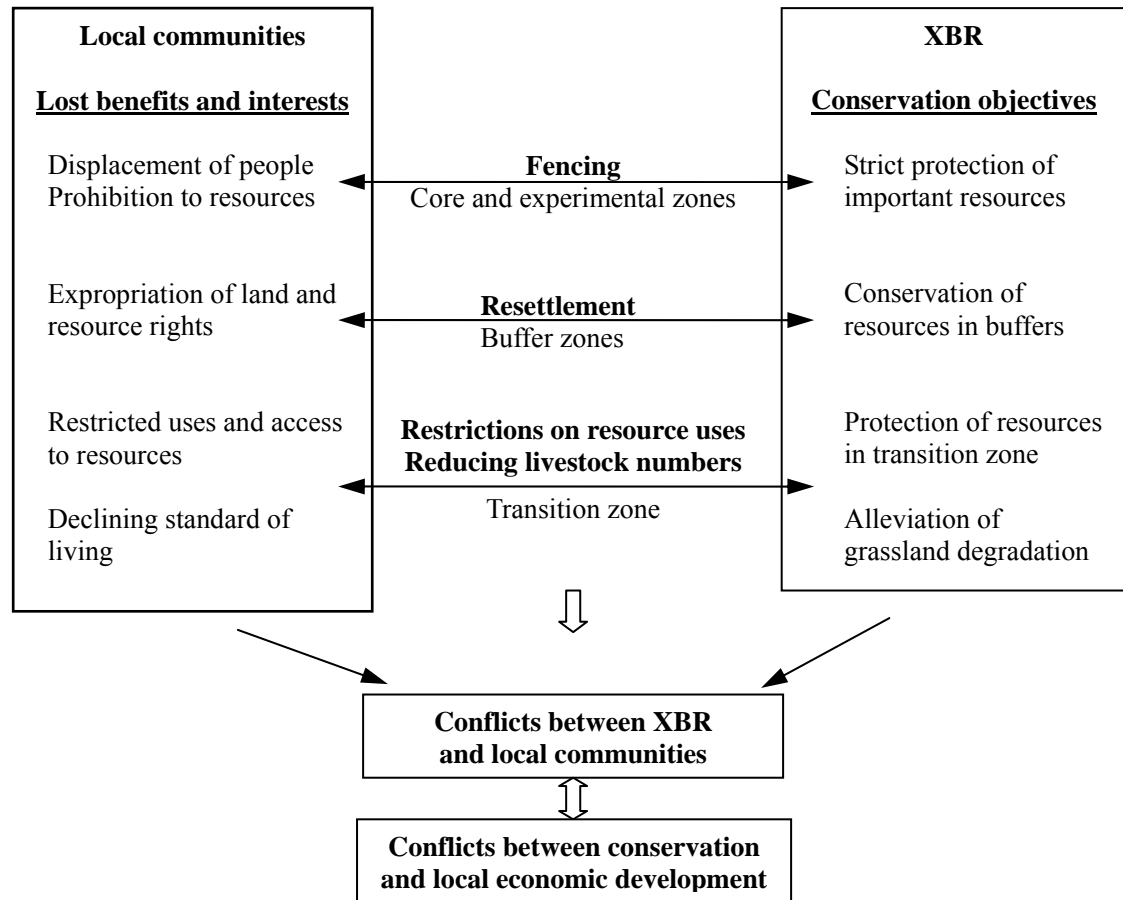 Local communities
Lost benefits and interests
Displacement of people
Prohibition to resources
Expropriation of land and
resource rights
Restricted uses and access
to resources
Declining standard of
living
Fencing
Core and experimental zones
Resettlement
Buffer zones
Restrictions on resource uses
Reducing livestock numbers
Transition zone
XBR
Conservation objectives
Strict protection of
important resources
Conservation of
resources in buffers
Protection of resources
in transition zone
Alleviation of
grassland degradation
Conflicts between XBR
and local communities
Conflicts between conservation
and local economic development